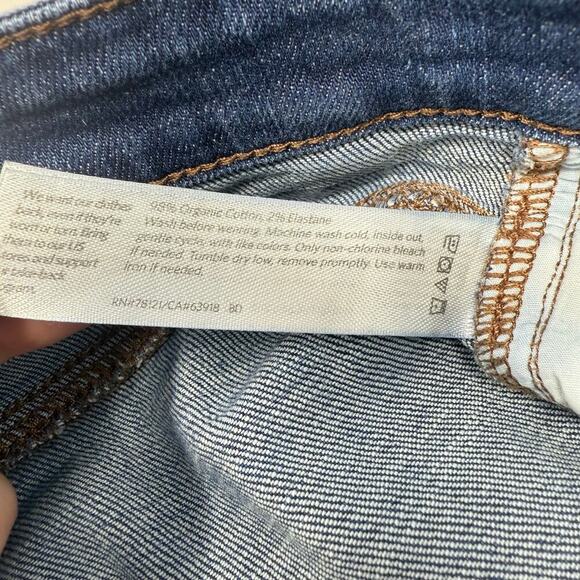 We want our clothes
back, even if they're
worn or torn. Bring
them to our US
stores and support
a take-back
program.
98% Organic Cotton, 2% Elastane
Wash before wearing. Machine wash cold, inside out,
gentle cycle, with like colors. Only non-chlorine bleach
if needed. Tumble dry low, remove promptly. Use warm
iron if needed.
RN#78121/CA#63918 BD